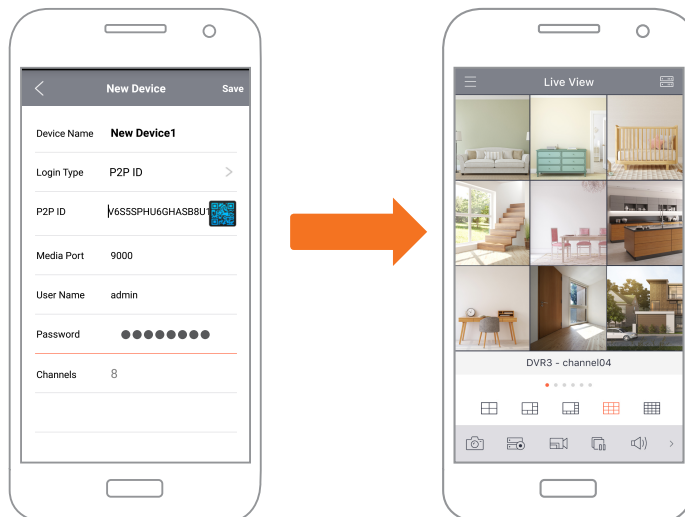 New Device Save
Device Name New Device1
Login Type P2P ID
P2P ID V6S5SPHU6GHASB8U1
Media Port 9000
User Name admin
Password ●●●●●●●●
Channels 8
Live View
DVR3 - channel04